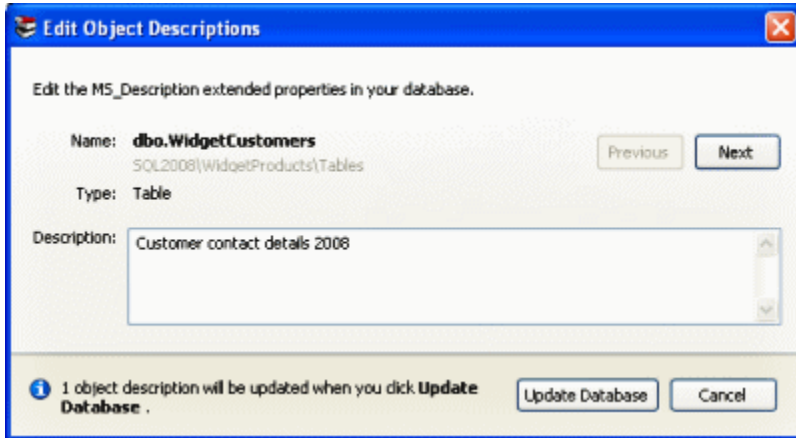 Edit Object Descriptions
Edit the MS_Description extended properties in your database.
Name: dbo.WidgetCustomers
SQL2008\WidgetProducts\Tables
Previous Next
Type: Table
Description: Customer contact details 2008
1 object description will be updated when you click Update
Database .
Update Database Cancel